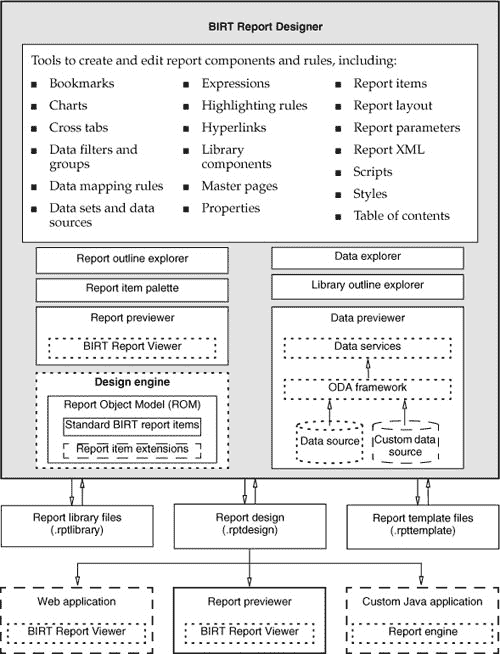 BIRT Report Designer
Tools to create and edit report components and rules, including:
Bookmarks
Charts
Cross tabs
Data filters and
groups
Data mapping rules
Data sets and data
sources
Expressions
Highlighting rules
Hyperlinks
Library
components
Master pages
Properties
Report items
Report layout
Report parameters
Report XML
Scripts
Styles
Table of contents
Report outline explorer
Report item palette
Report previewer
BIRT Report Viewer
Design engine
Report Object Model (ROM)
Standard BIRT report items
Report item extensions
Data explorer
Library outline explorer
Data previewer
Data services
ODA framework
Data source
Custom data
source
Report library files
(.rptlibrary)
Report design
(.rptdesign)
Report template files
(.rpttemplate)
Web application
BIRT Report Viewer
Report previewer
BIRT Report Viewer
Custom Java application
Report engine